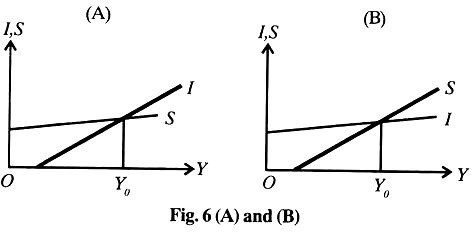 (A)
I,S
I
S
O
Y₀
Y
(B)
I,S
S
I
O
Y₀
Y
Fig. 6 (A) and (B)